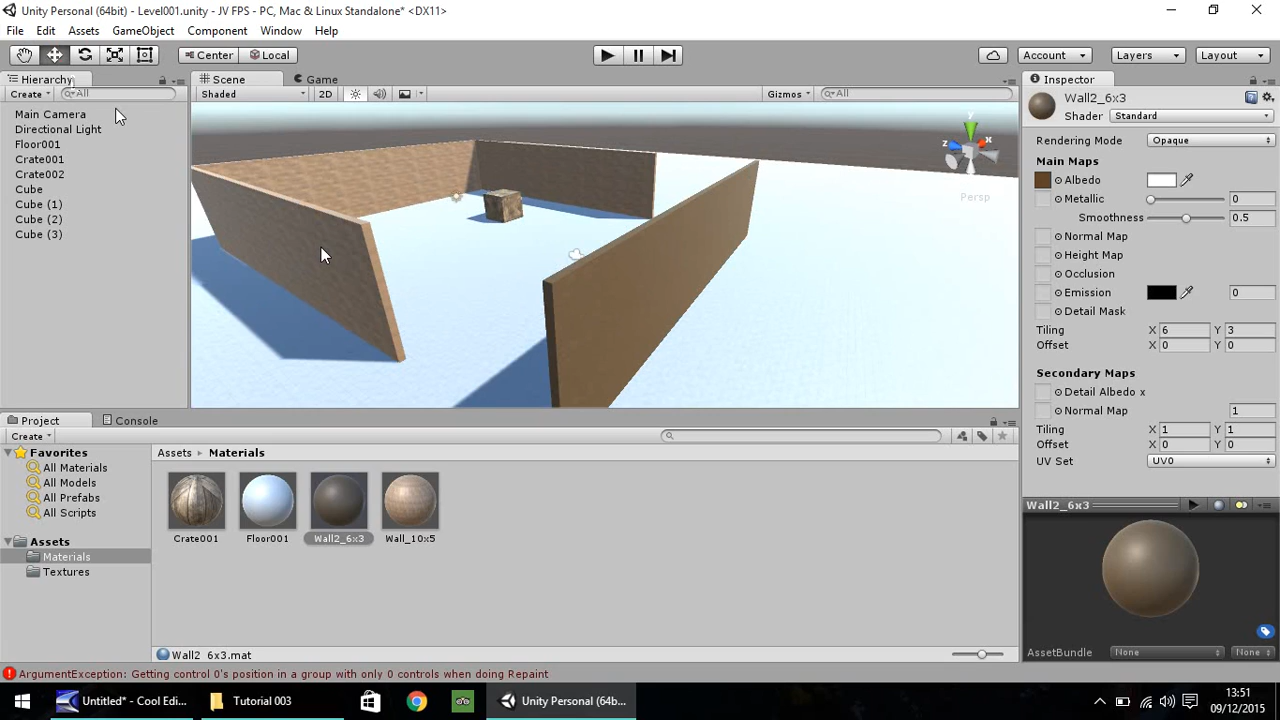 Unity Personal (64bit) - Level001.unity - JV FPS - PC, Mac & Linux Standalone* <DX11>
File Edit Assets GameObject Component Window Help
Center Local Account Layers Layout
Hierarchy Scene Game Inspector
Create All Shaded 2D Gizmos All
Wall2_6x3
Shader Standard
Main Camera
Directional Light
Floor001
Crate001
Crate002
Cube
Cube (1)
Cube (2)
Cube (3)
y
z
x
Persp
Rendering Mode Opaque
Main Maps
Albedo
Metallic 0
Smoothness 0.5
Normal Map
Height Map
Occlusion
Emission 0
Detail Mask
Tiling X 6 Y 3
Offset X 0 Y 0
Secondary Maps
Detail Albedo x
Normal Map 1
Tiling X 1 Y 1
Offset X 0 Y 0
UV Set UV0
Project Console
Create
Favorites
All Materials
All Models
All Prefabs
All Scripts
Assets
Materials
Textures
Assets Materials
Crate001 Floor001 Wall2_6x3 Wall_10x5
Wall2_6x3.mat
Wall2_6x3
AssetBundle None None
ArgumentException: Getting control 0's position in a group with only 0 controls when doing Repaint
Untitled* - Cool Edi... Tutorial 003 Unity Personal (64b...
13:51
09/12/2015